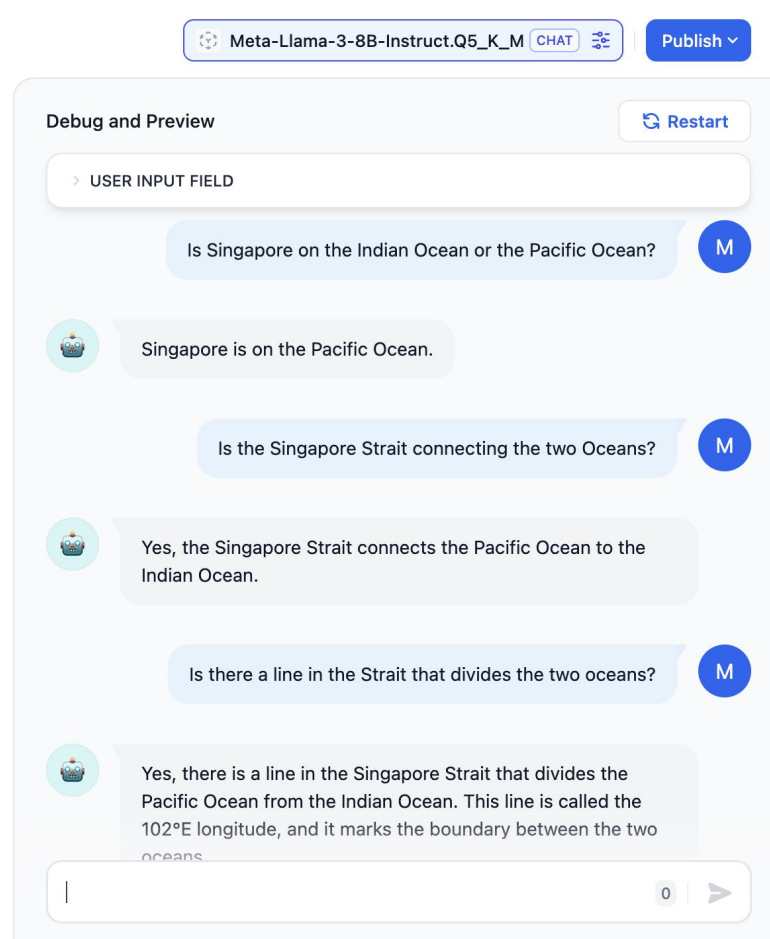 Meta-Llama-3-8B-Instruct.Q5_K_M CHAT
Publish
Debug and Preview
Restart
USER INPUT FIELD
Is Singapore on the Indian Ocean or the Pacific Ocean?
M
Singapore is on the Pacific Ocean.
Is the Singapore Strait connecting the two Oceans?
M
Yes, the Singapore Strait connects the Pacific Ocean to the
Indian Ocean.
Is there a line in the Strait that divides the two oceans?
M
Yes, there is a line in the Singapore Strait that divides the
Pacific Ocean from the Indian Ocean. This line is called the
102°E longitude, and it marks the boundary between the two
oceans
0